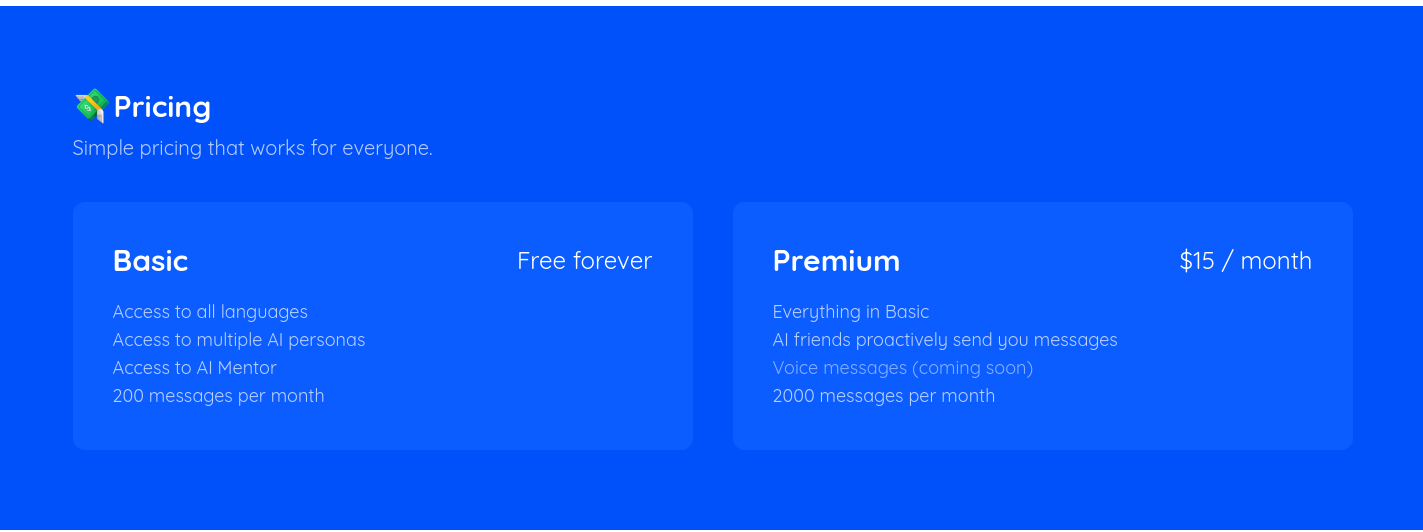 Pricing
Simple pricing that works for everyone.
Basic
Free forever
Access to all languages
Access to multiple AI personas
Access to AI Mentor
200 messages per month
Premium
$15 / month
Everything in Basic
AI friends proactively send you messages
Voice messages (coming soon)
2000 messages per month